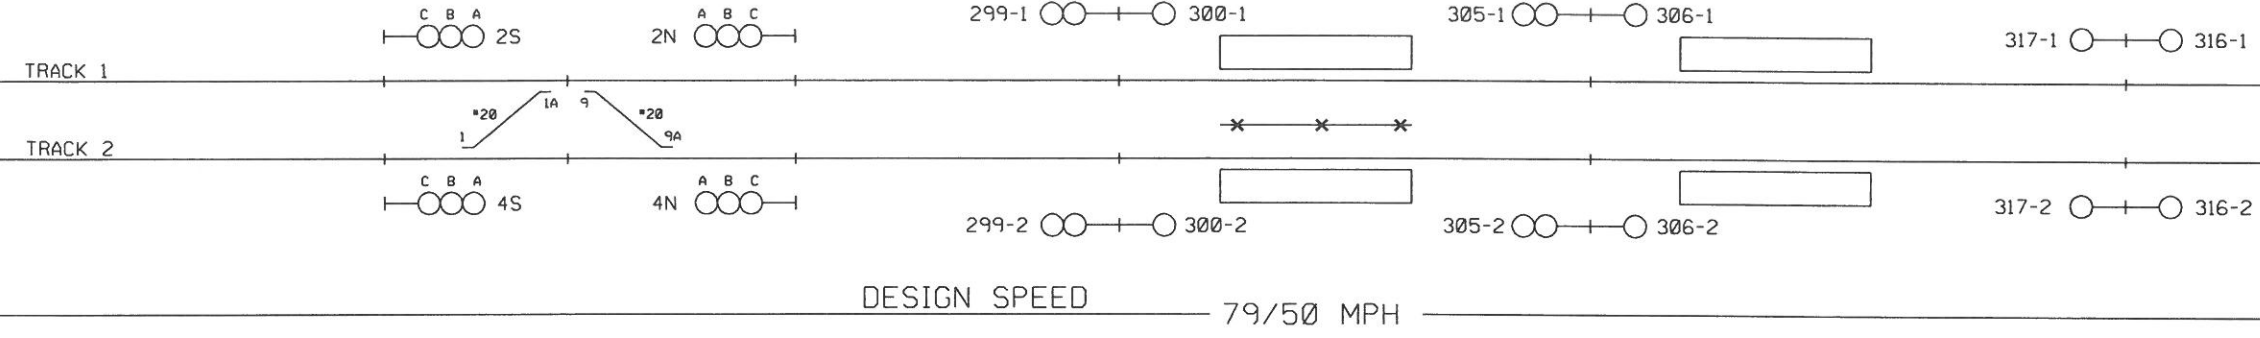 C B A
A B C
299-1
300-1
305-1
306-1
2S
2N
317-1
316-1
TRACK 1
1A
9
"20
"20
1
9A
TRACK 2
C B A
A B C
4S
4N
317-2
316-2
299-2
300-2
305-2
306-2
DESIGN SPEED
79/50 MPH